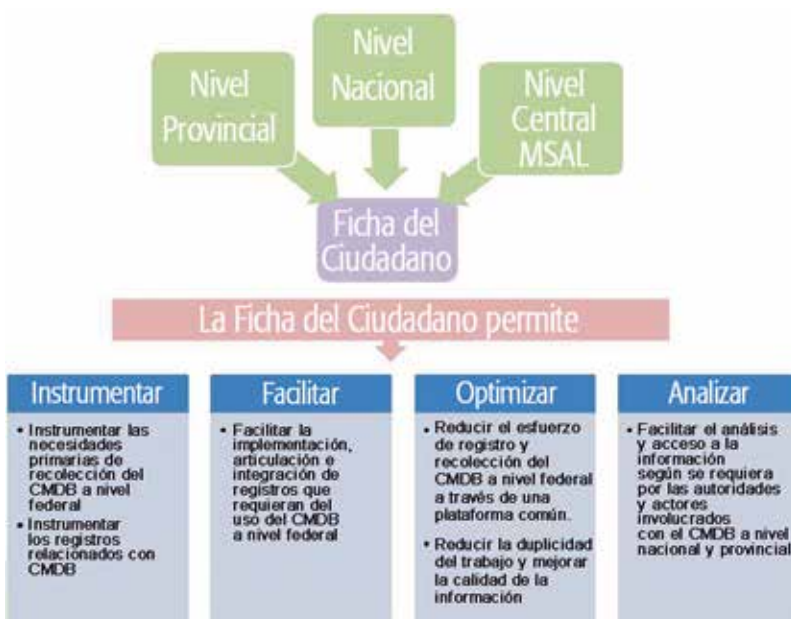 Nivel
Provincial
Nivel
Nacional
Nivel
Central
MSAL
Ficha del
Ciudadano
La Ficha del Ciudadano permite
Instrumentar
• Instrumentar las
necesidades
primarias de
recolección del
CMDB a nivel
federal
• Instrumentar
los registros
relacionados con
CMDB
Facilitar
• Facilitar la
implementación,
articulación e
integración de
registros que
requieran del
uso del CMDB
a nivel federal
Optimizar
• Reducir el esfuerzo
de registro y
recolección del
CMDB a nivel federal
a través de una
plataforma común.
• Reducir la duplicidad
del trabajo y mejorar
la calidad de la
información
Analizar
• Facilitar el análisis
y acceso a la
información
según se requiera
por las autoridades
y actores
involucrados
con el CMDB a nivel
nacional y provincial